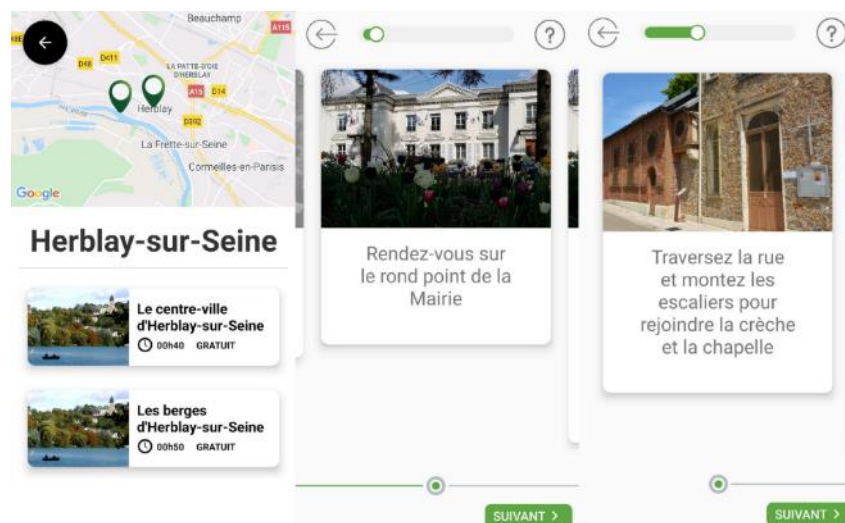 Beauchamp
A115
D48
D411
LA PATTE-D'OIE
D'HERBLAY
A15
D14
Herblay
D392
La Frette-sur-Seine
Cormeilles-en-Parisis
Google
Herblay-sur-Seine
Le centre-ville
d'Herblay-sur-Seine
00h40 GRATUIT
Les berges
d'Herblay-sur-Seine
00h50 GRATUIT
?
Rendez-vous sur
le rond point de la
Mairie
SUIVANT >
?
Traversez la rue
et montez les
escaliers pour
rejoindre la crèche
et la chapelle
SUIVANT >